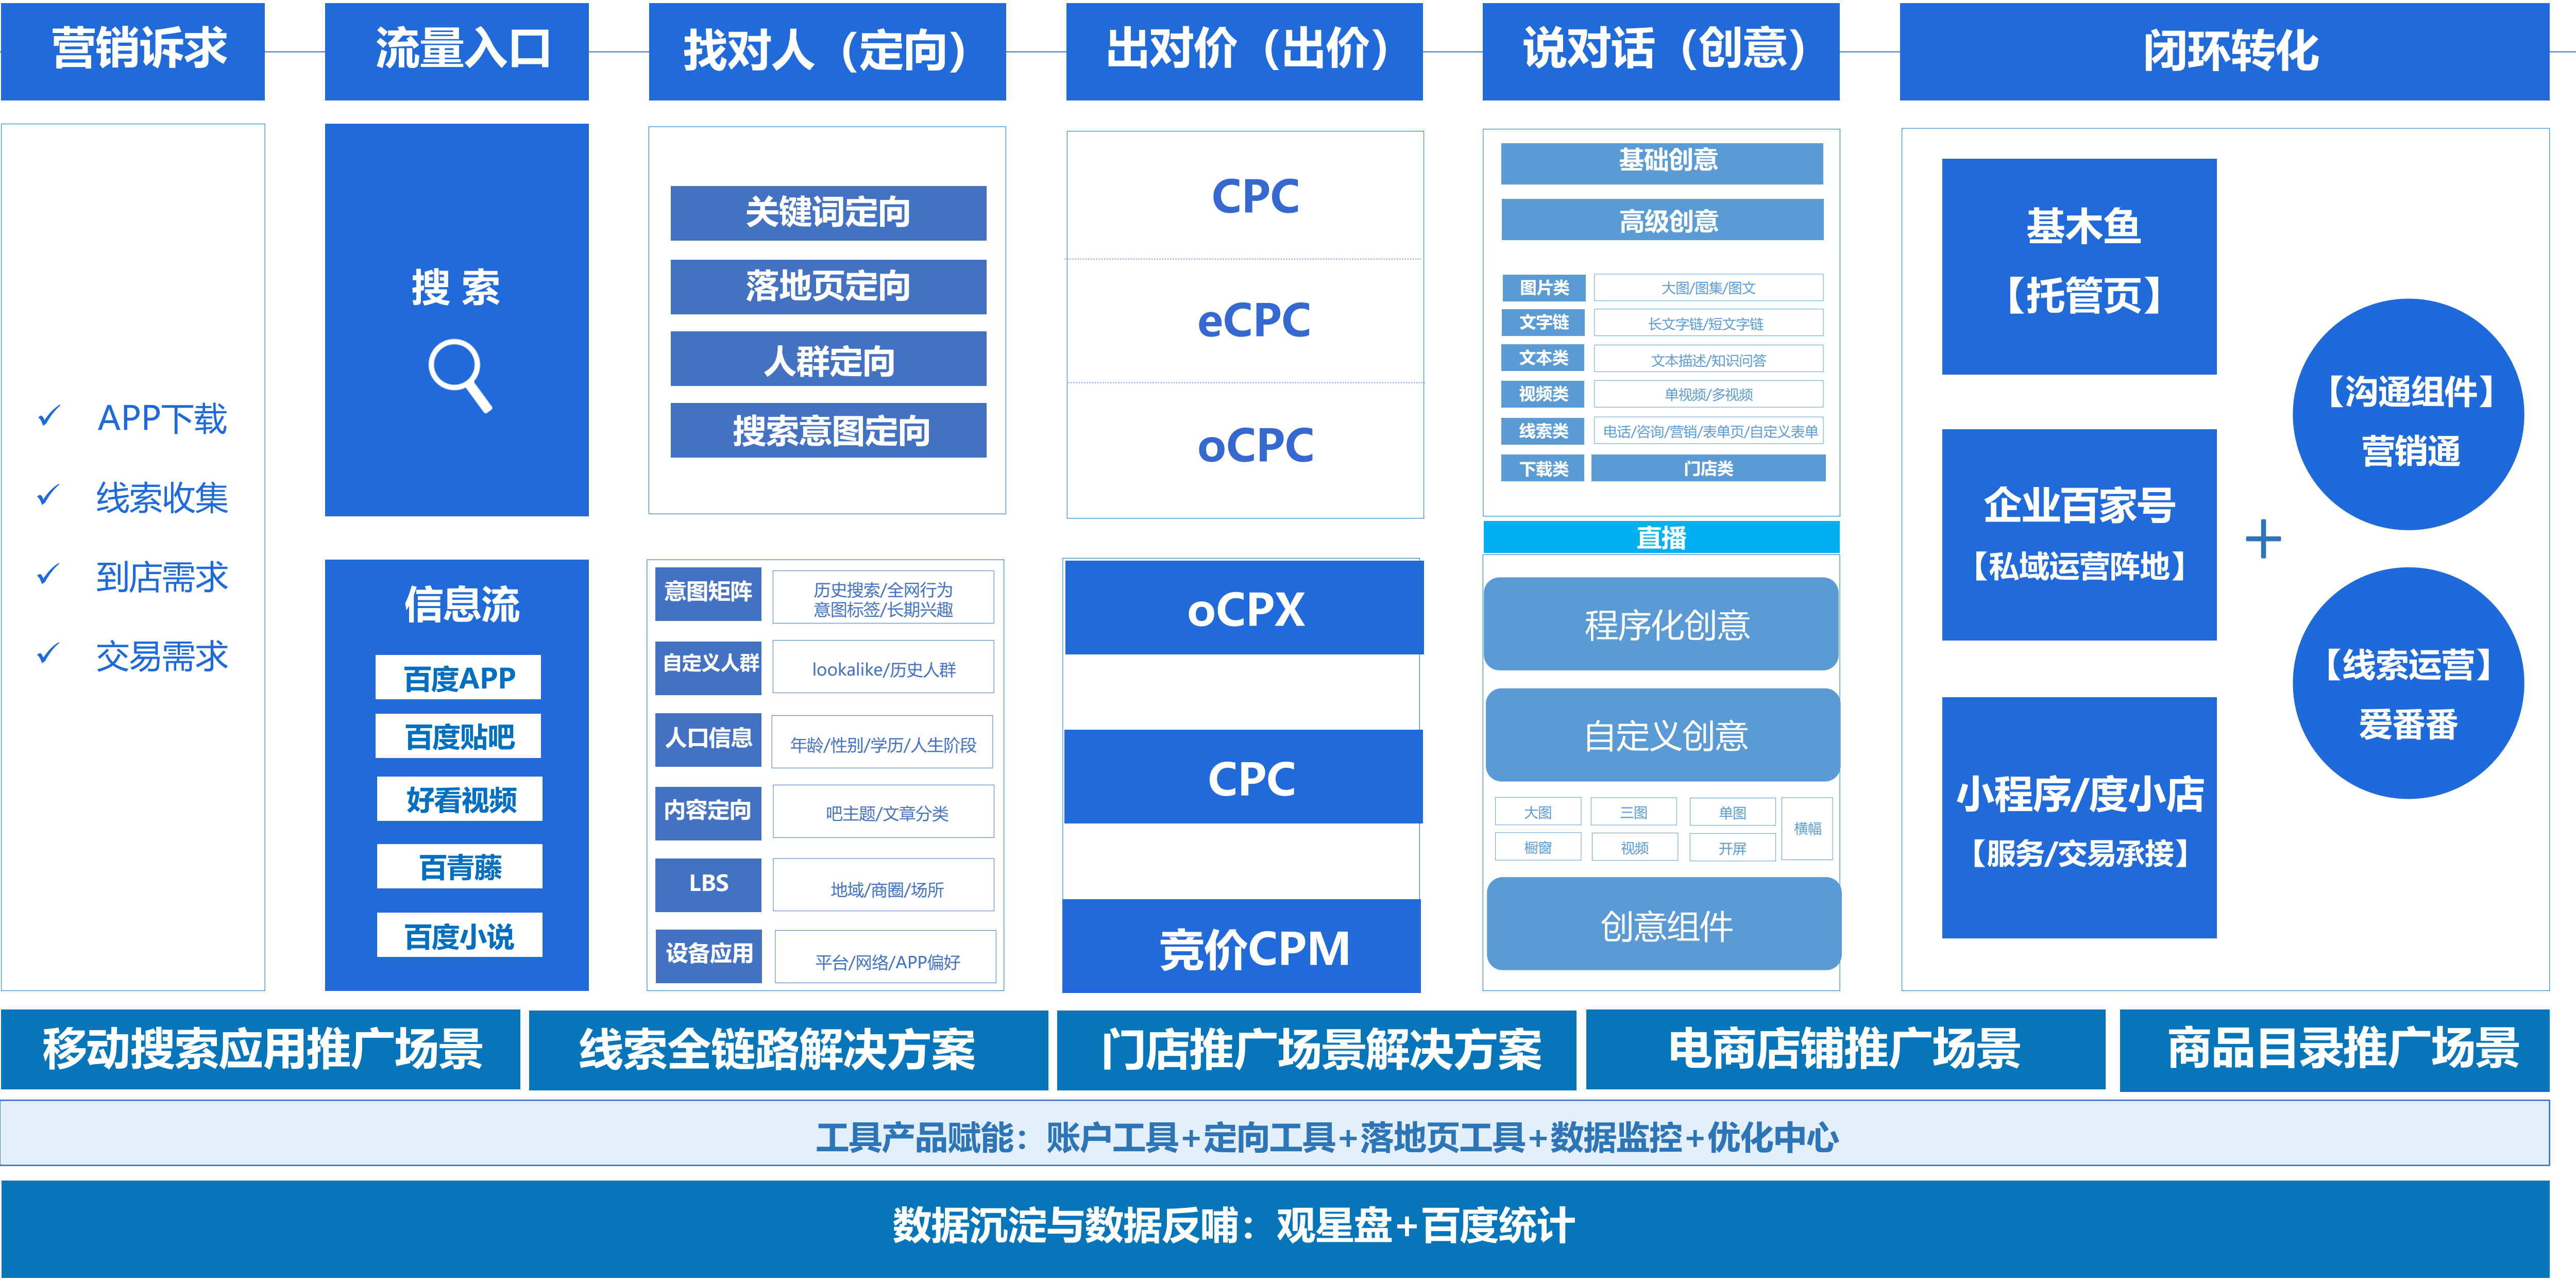 营销诉求
流量入口
找对人（定向）
出对价（出价）
说对话（创意）
闭环转化
APP下载
线索收集
到店需求
交易需求
搜 索
信息流
百度APP
百度贴吧
好看视频
百青藤
百度小说
关键词定向
落地页定向
人群定向
搜索意图定向
意图矩阵
历史搜索/全网行为
意图标签/长期兴趣
自定义人群
lookalike/历史人群
人口信息
年龄/性别/学历/人生阶段
内容定向
吧主题/文章分类
LBS
地域/商圈/场所
设备应用
平台/网络/APP偏好
CPC
eCPC
oCPC
oCPX
CPC
竞价CPM
基础创意
高级创意
图片类
大图/图集/图文
文字链
长文字链/短文字链
文本类
文本描述/知识问答
视频类
单视频/多视频
线索类
电话/咨询/营销/表单页/自定义表单
下载类
门店类
直播
程序化创意
自定义创意
大图
三图
单图
横幅
橱窗
视频
开屏
创意组件
基木鱼
【托管页】
企业百家号
【私域运营阵地】
小程序/度小店
【服务/交易承接】
+
【沟通组件】
营销通
【线索运营】
爱番番
移动搜索应用推广场景
线索全链路解决方案
门店推广场景解决方案
电商店铺推广场景
商品目录推广场景
工具产品赋能：账户工具+定向工具+落地页工具+数据监控+优化中心
数据沉淀与数据反哺：观星盘+百度统计